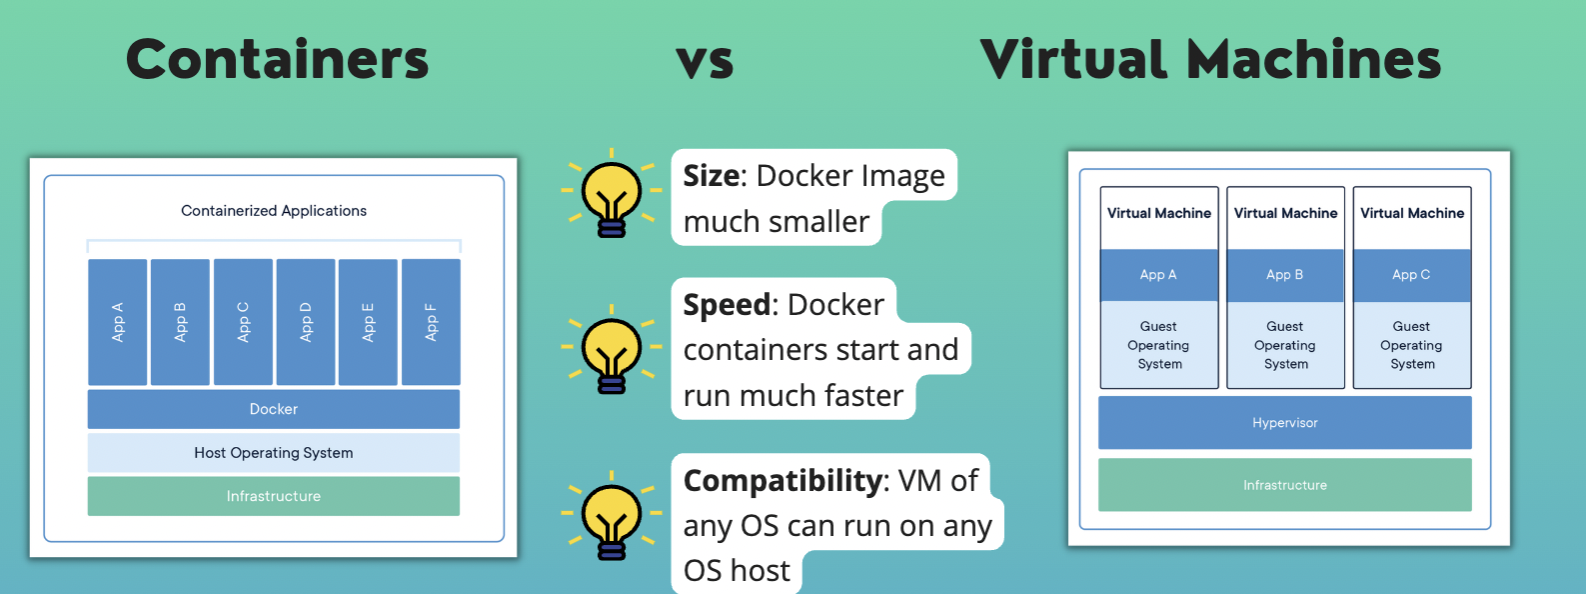 Containers
vs
Virtual Machines
Containerized Applications
App A
App B
App C
App D
App E
App F
Docker
Host Operating System
Infrastructure
Size: Docker Image
much smaller
Speed: Docker
containers start and
run much faster
Compatibility: VM of
any OS can run on any
OS host
Virtual Machine
Virtual Machine
Virtual Machine
App A
App B
App C
Guest
Operating
System
Guest
Operating
System
Guest
Operating
System
Hypervisor
Infrastructure